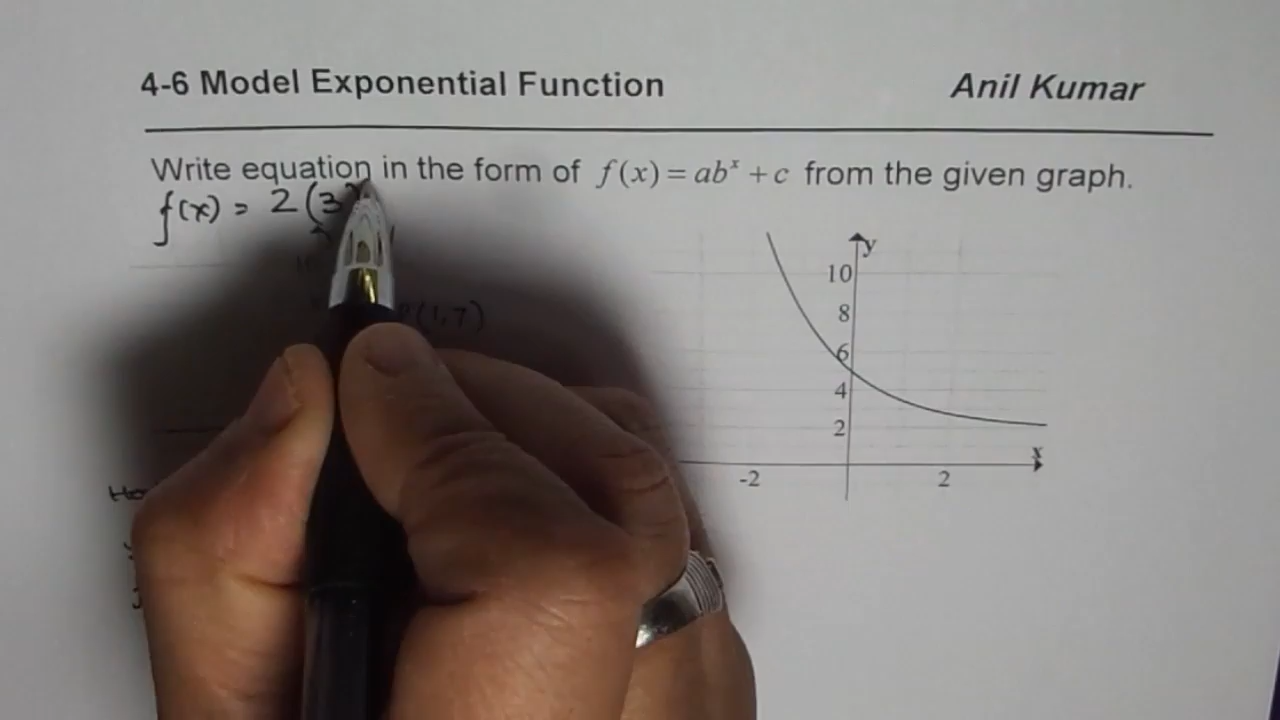 4-6 Model Exponential Function
Anil Kumar
Write equation in the form of f(x) = abˣ + c from the given graph.
f(x) = 2(3
(1,7)
y
10
8
6
4
2
x
-2 2